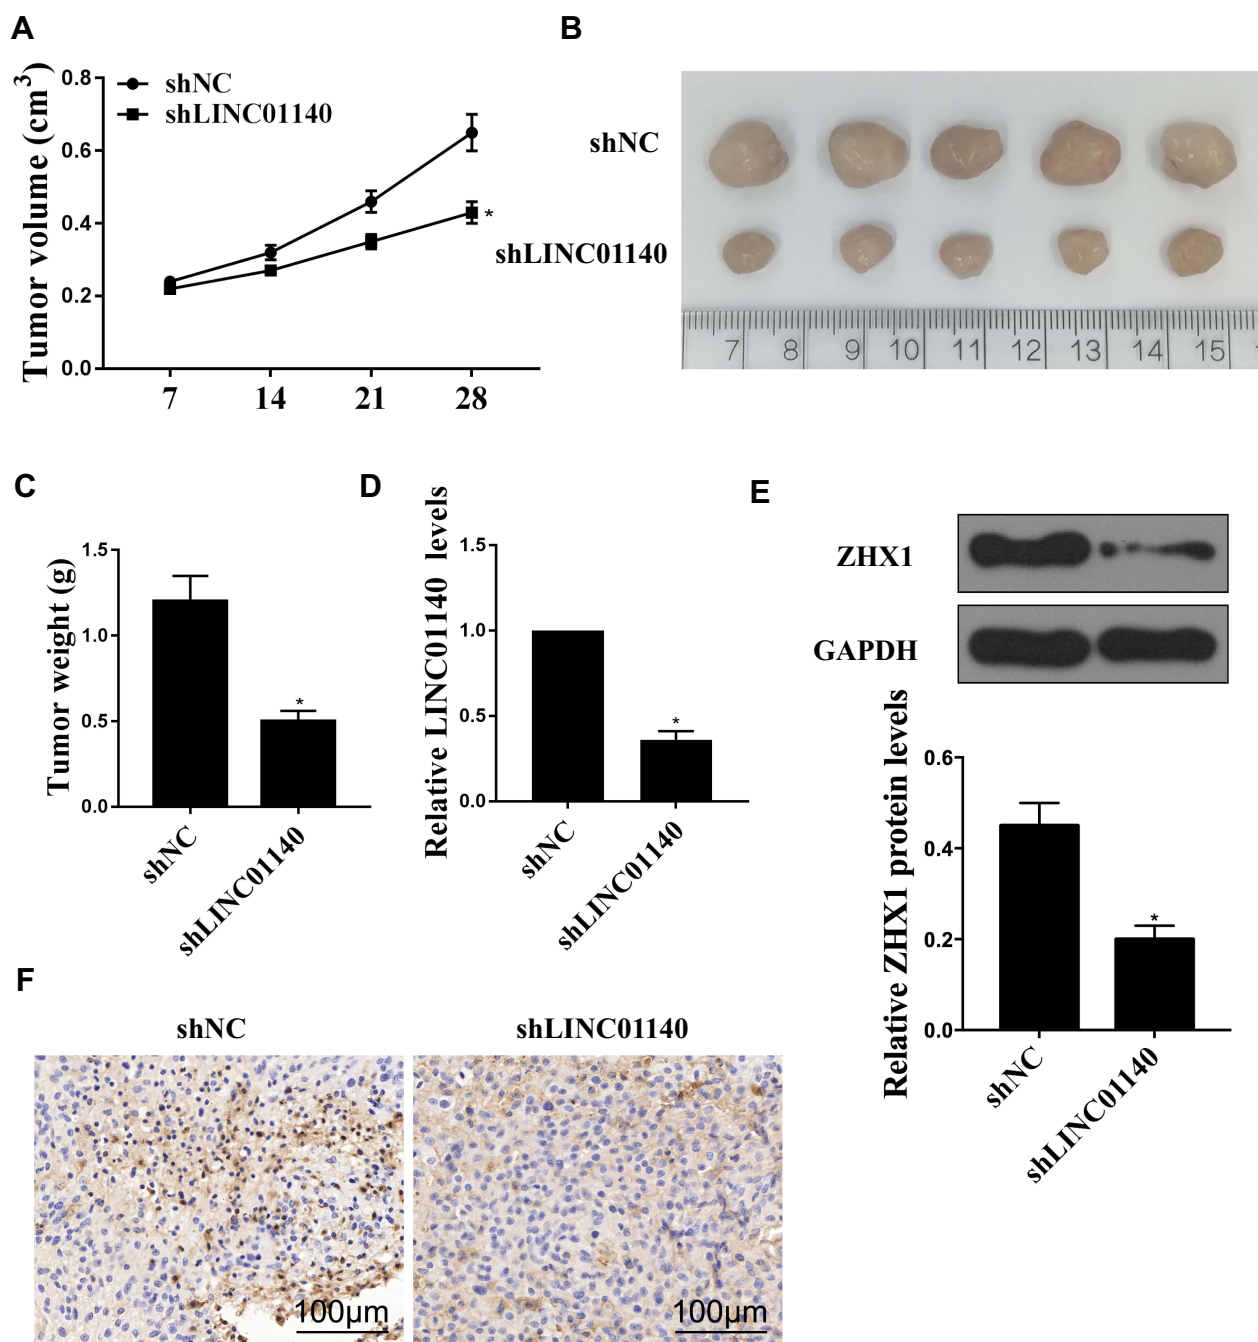 A
Tumor volume (cm³)
0.8
0.6
0.4
0.2
0.0
shNC
shLINC01140
*
7 14 21 28
B
shNC
shLINC01140
7 8 9 10 11 12 13 14 15
C
Tumor weight (g)
1.5
1.0
0.5
0.0
*
shNC
shLINC01140
D
Relative LINC01140 levels
1.5
1.0
0.5
0.0
*
shNC
shLINC01140
E
ZHX1
GAPDH
Relative ZHX1 protein levels
0.6
0.4
0.2
0.0
*
shNC
shLINC01140
F
shNC
shLINC01140
100μm
100μm